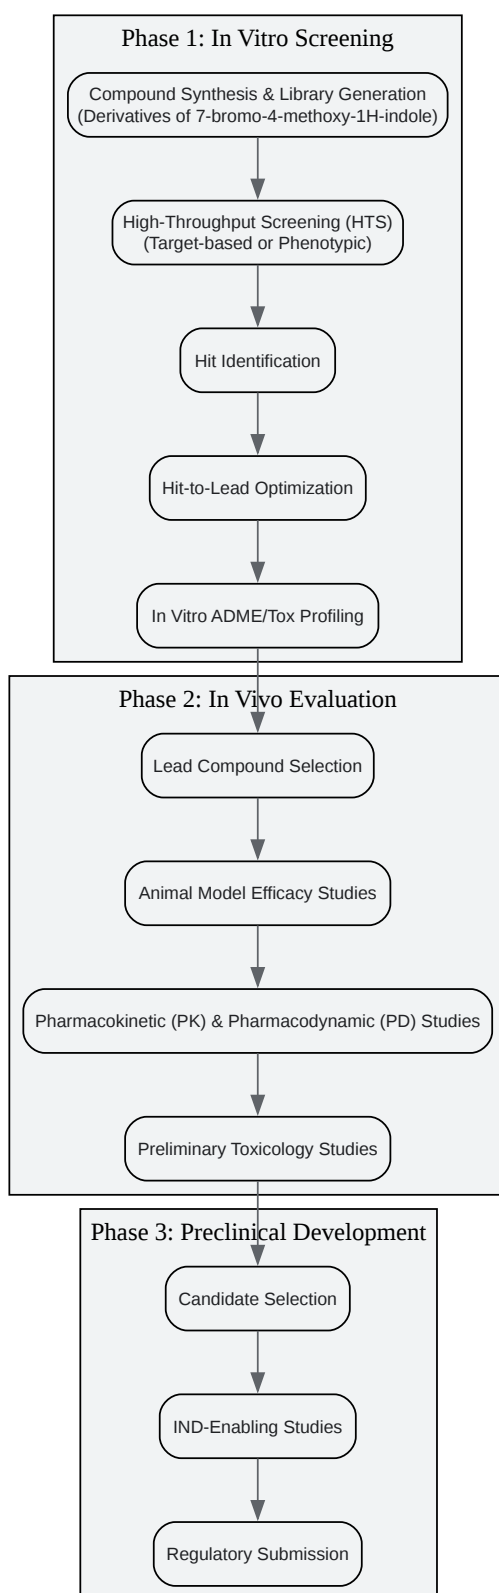 Phase 1: In Vitro Screening
Compound Synthesis & Library Generation
(Derivatives of 7-bromo-4-methoxy-1H-indole)
High-Throughput Screening (HTS)
(Target-based or Phenotypic)
Hit Identification
Hit-to-Lead Optimization
In Vitro ADME/Tox Profiling
Phase 2: In Vivo Evaluation
Lead Compound Selection
Animal Model Efficacy Studies
Pharmacokinetic (PK) & Pharmacodynamic (PD) Studies
Preliminary Toxicology Studies
Phase 3: Preclinical Development
Candidate Selection
IND-Enabling Studies
Regulatory Submission